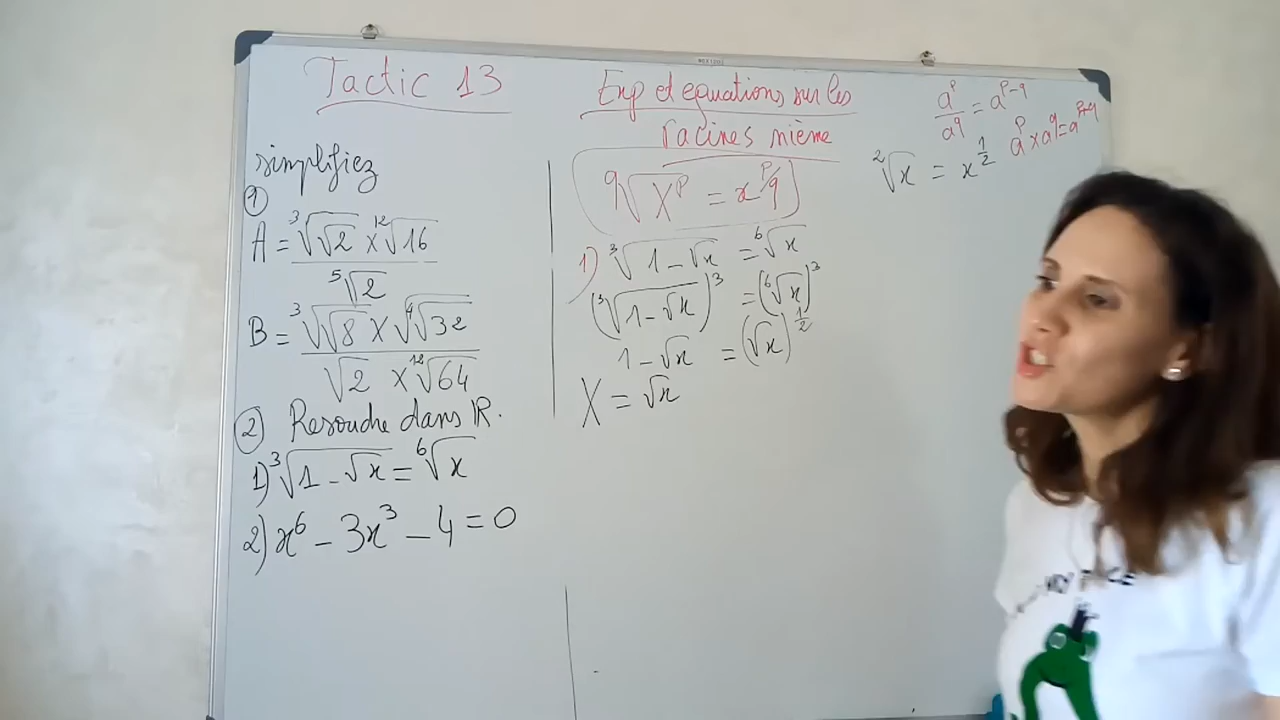 Tactic 13
Exp et equations sur les
racines nième
simplifiez
①
A = (³√√2 × ¹²√16) / ⁵√2
B = (³√√8 × √⁴√32) / (√2 × ¹²√64)
② Resoudre dans ℝ.
1) ³√(1 - √x) = ⁶√x
2) x⁶ - 3x³ - 4 = 0
q√X^p = x^(p/q)
1) ³√(1 - √x) = ⁶√x
(³√(1 - √x))³ = (⁶√x)³
1 - √x = (√x)^(1/2)
X = √x
a^p / a^q = a^(p-q)
a^p × a^q = a^(p+q)
²√x = x^(1/2)